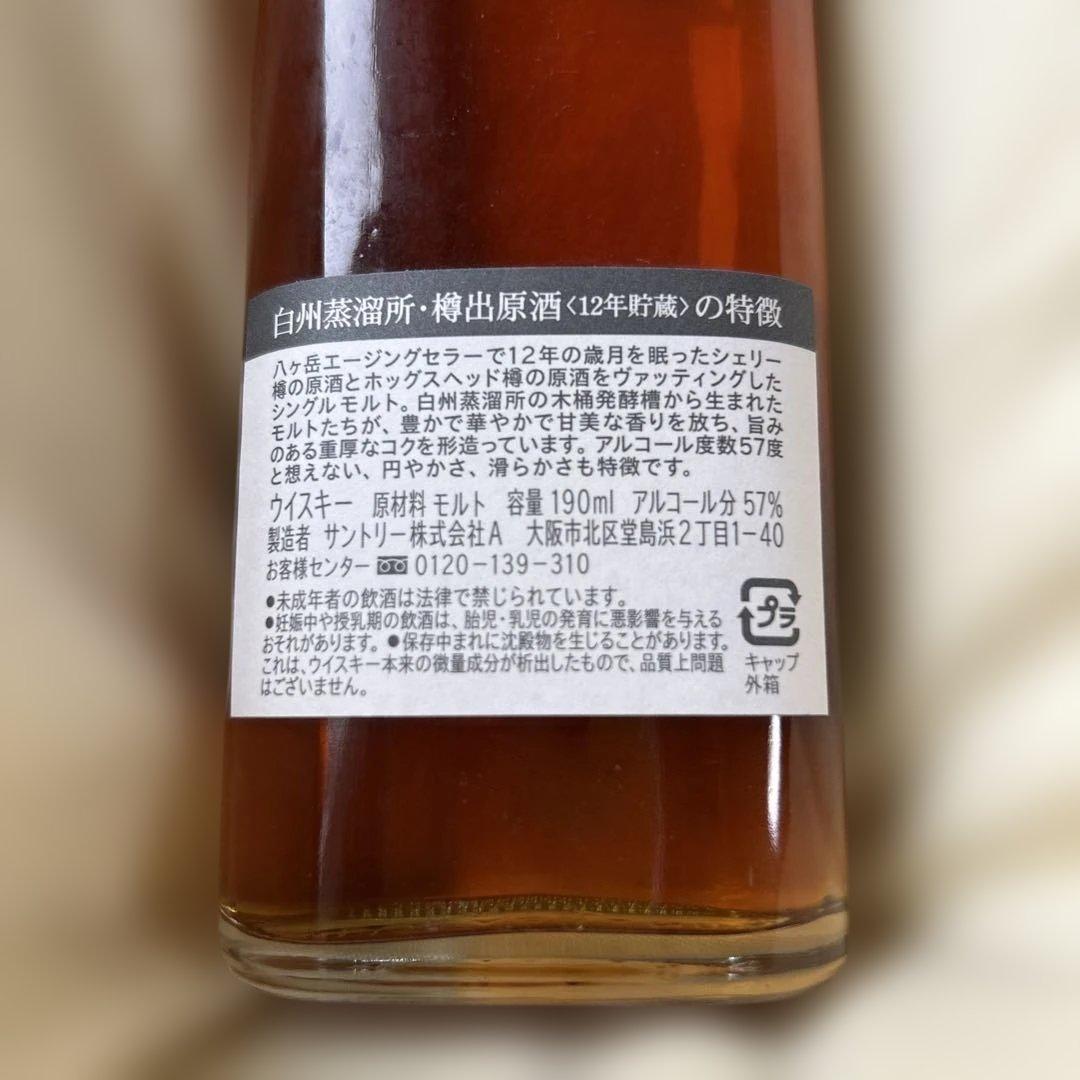 白州蒸溜所・樽出原酒〈12年貯蔵〉の特徴
八ヶ岳エージングセラーで12年の歳月を眠ったシェリー
樽の原酒とホッグスヘッド樽の原酒をヴァッティングした
シングルモルト。白州蒸溜所の木桶発酵槽から生まれた
モルトたちが、豊かで華やかで甘美な香りを放ち、旨み
のある重厚なコクを形造っています。アルコール度数57度
と想えない、円やかさ、滑らかさも特徴です。
ウイスキー 原材料 モルト 容量 190ml アルコール分 57%
製造者 サントリー株式会社A 大阪市北区堂島浜2丁目1-40
お客様センター 0120-139-310
●未成年者の飲酒は法律で禁じられています。
●妊娠中や授乳期の飲酒は、胎児・乳児の発育に悪影響を与える
おそれがあります。●保存中まれに沈殿物を生じることがあります。
これは、ウイスキー本来の微量成分が析出したもので、品質上問題
はございません。
プラ
キャップ
外箱